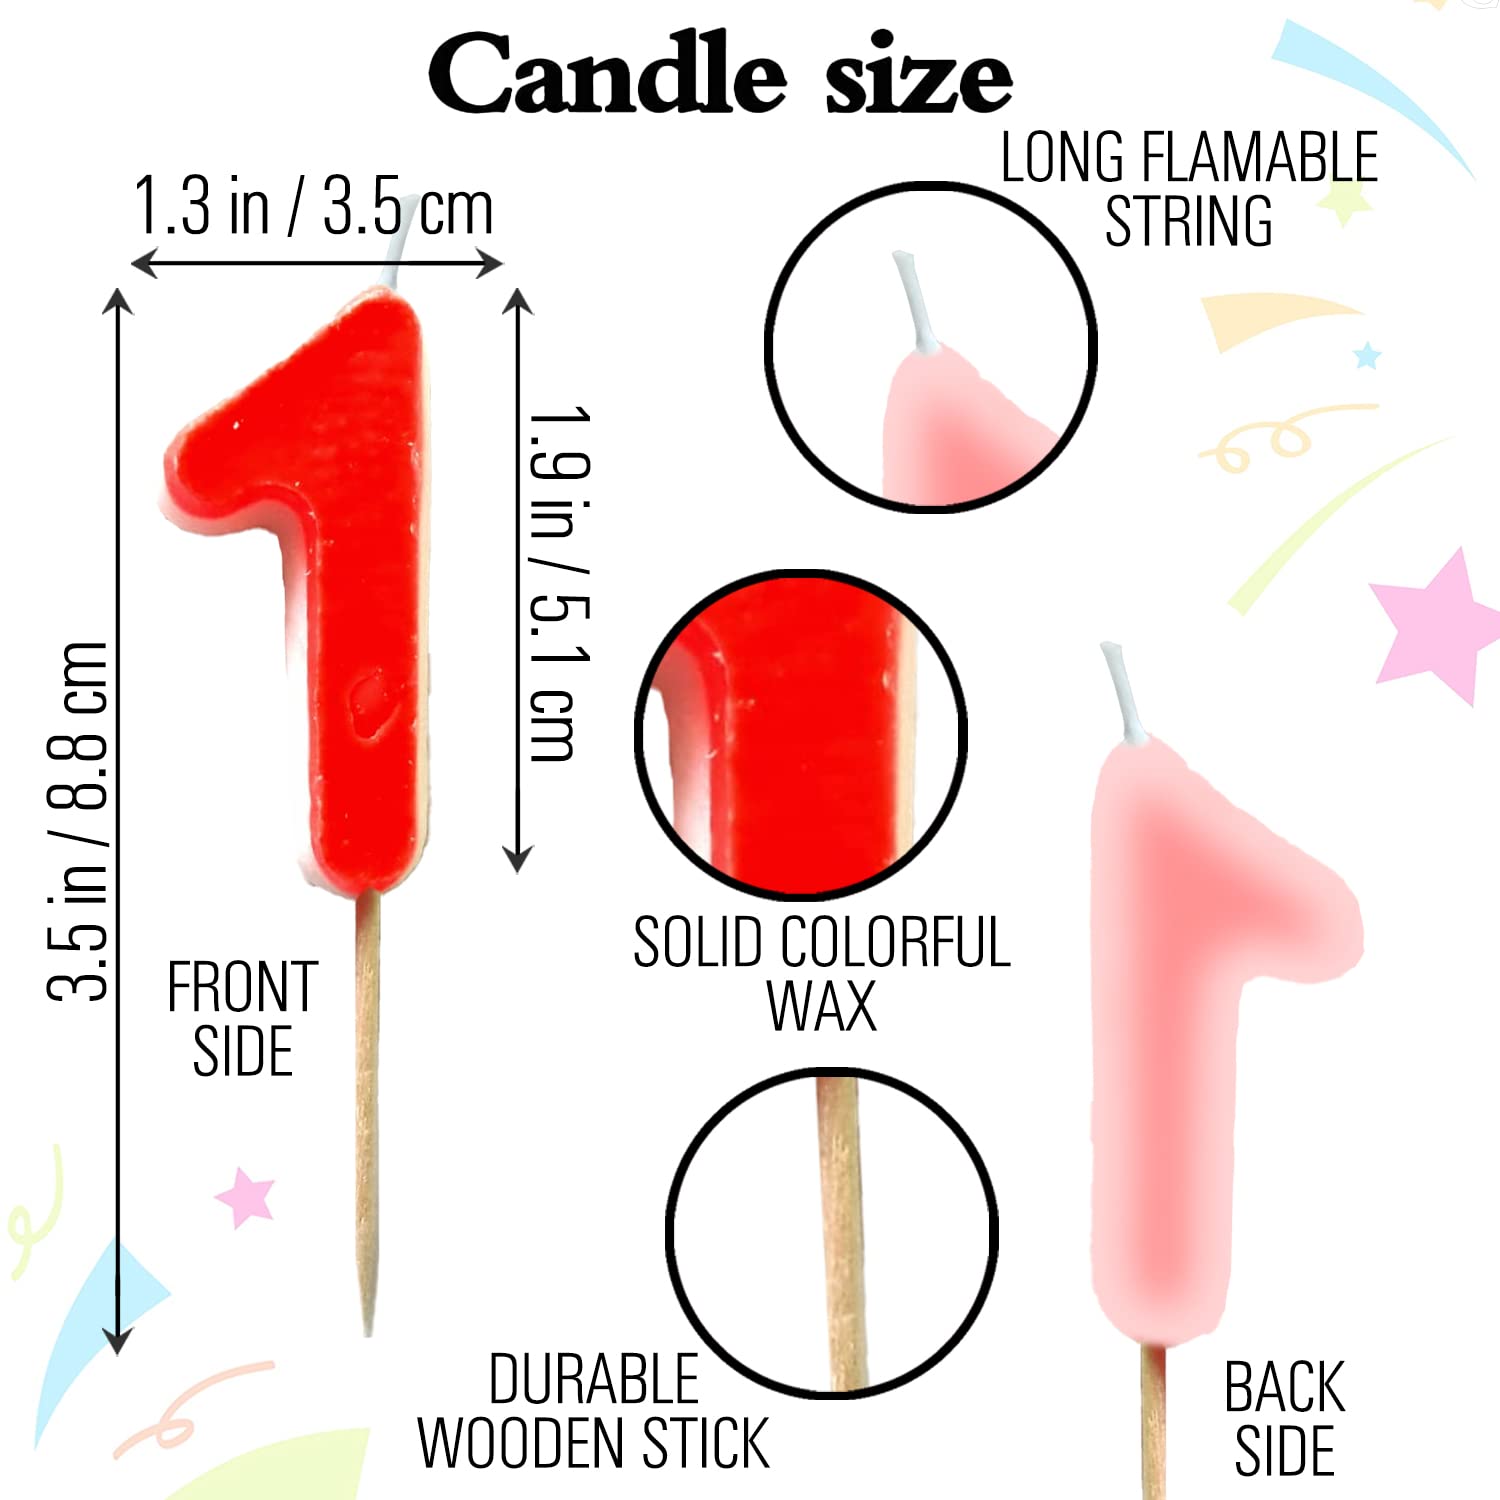 Candle size
LONG FLAMABLE
STRING
1.3 in / 3.5 cm
1.9 in / 5.1 cm
3.5 in / 8.8 cm
FRONT
SIDE
SOLID COLORFUL
WAX
DURABLE
WOODEN STICK
BACK
SIDE